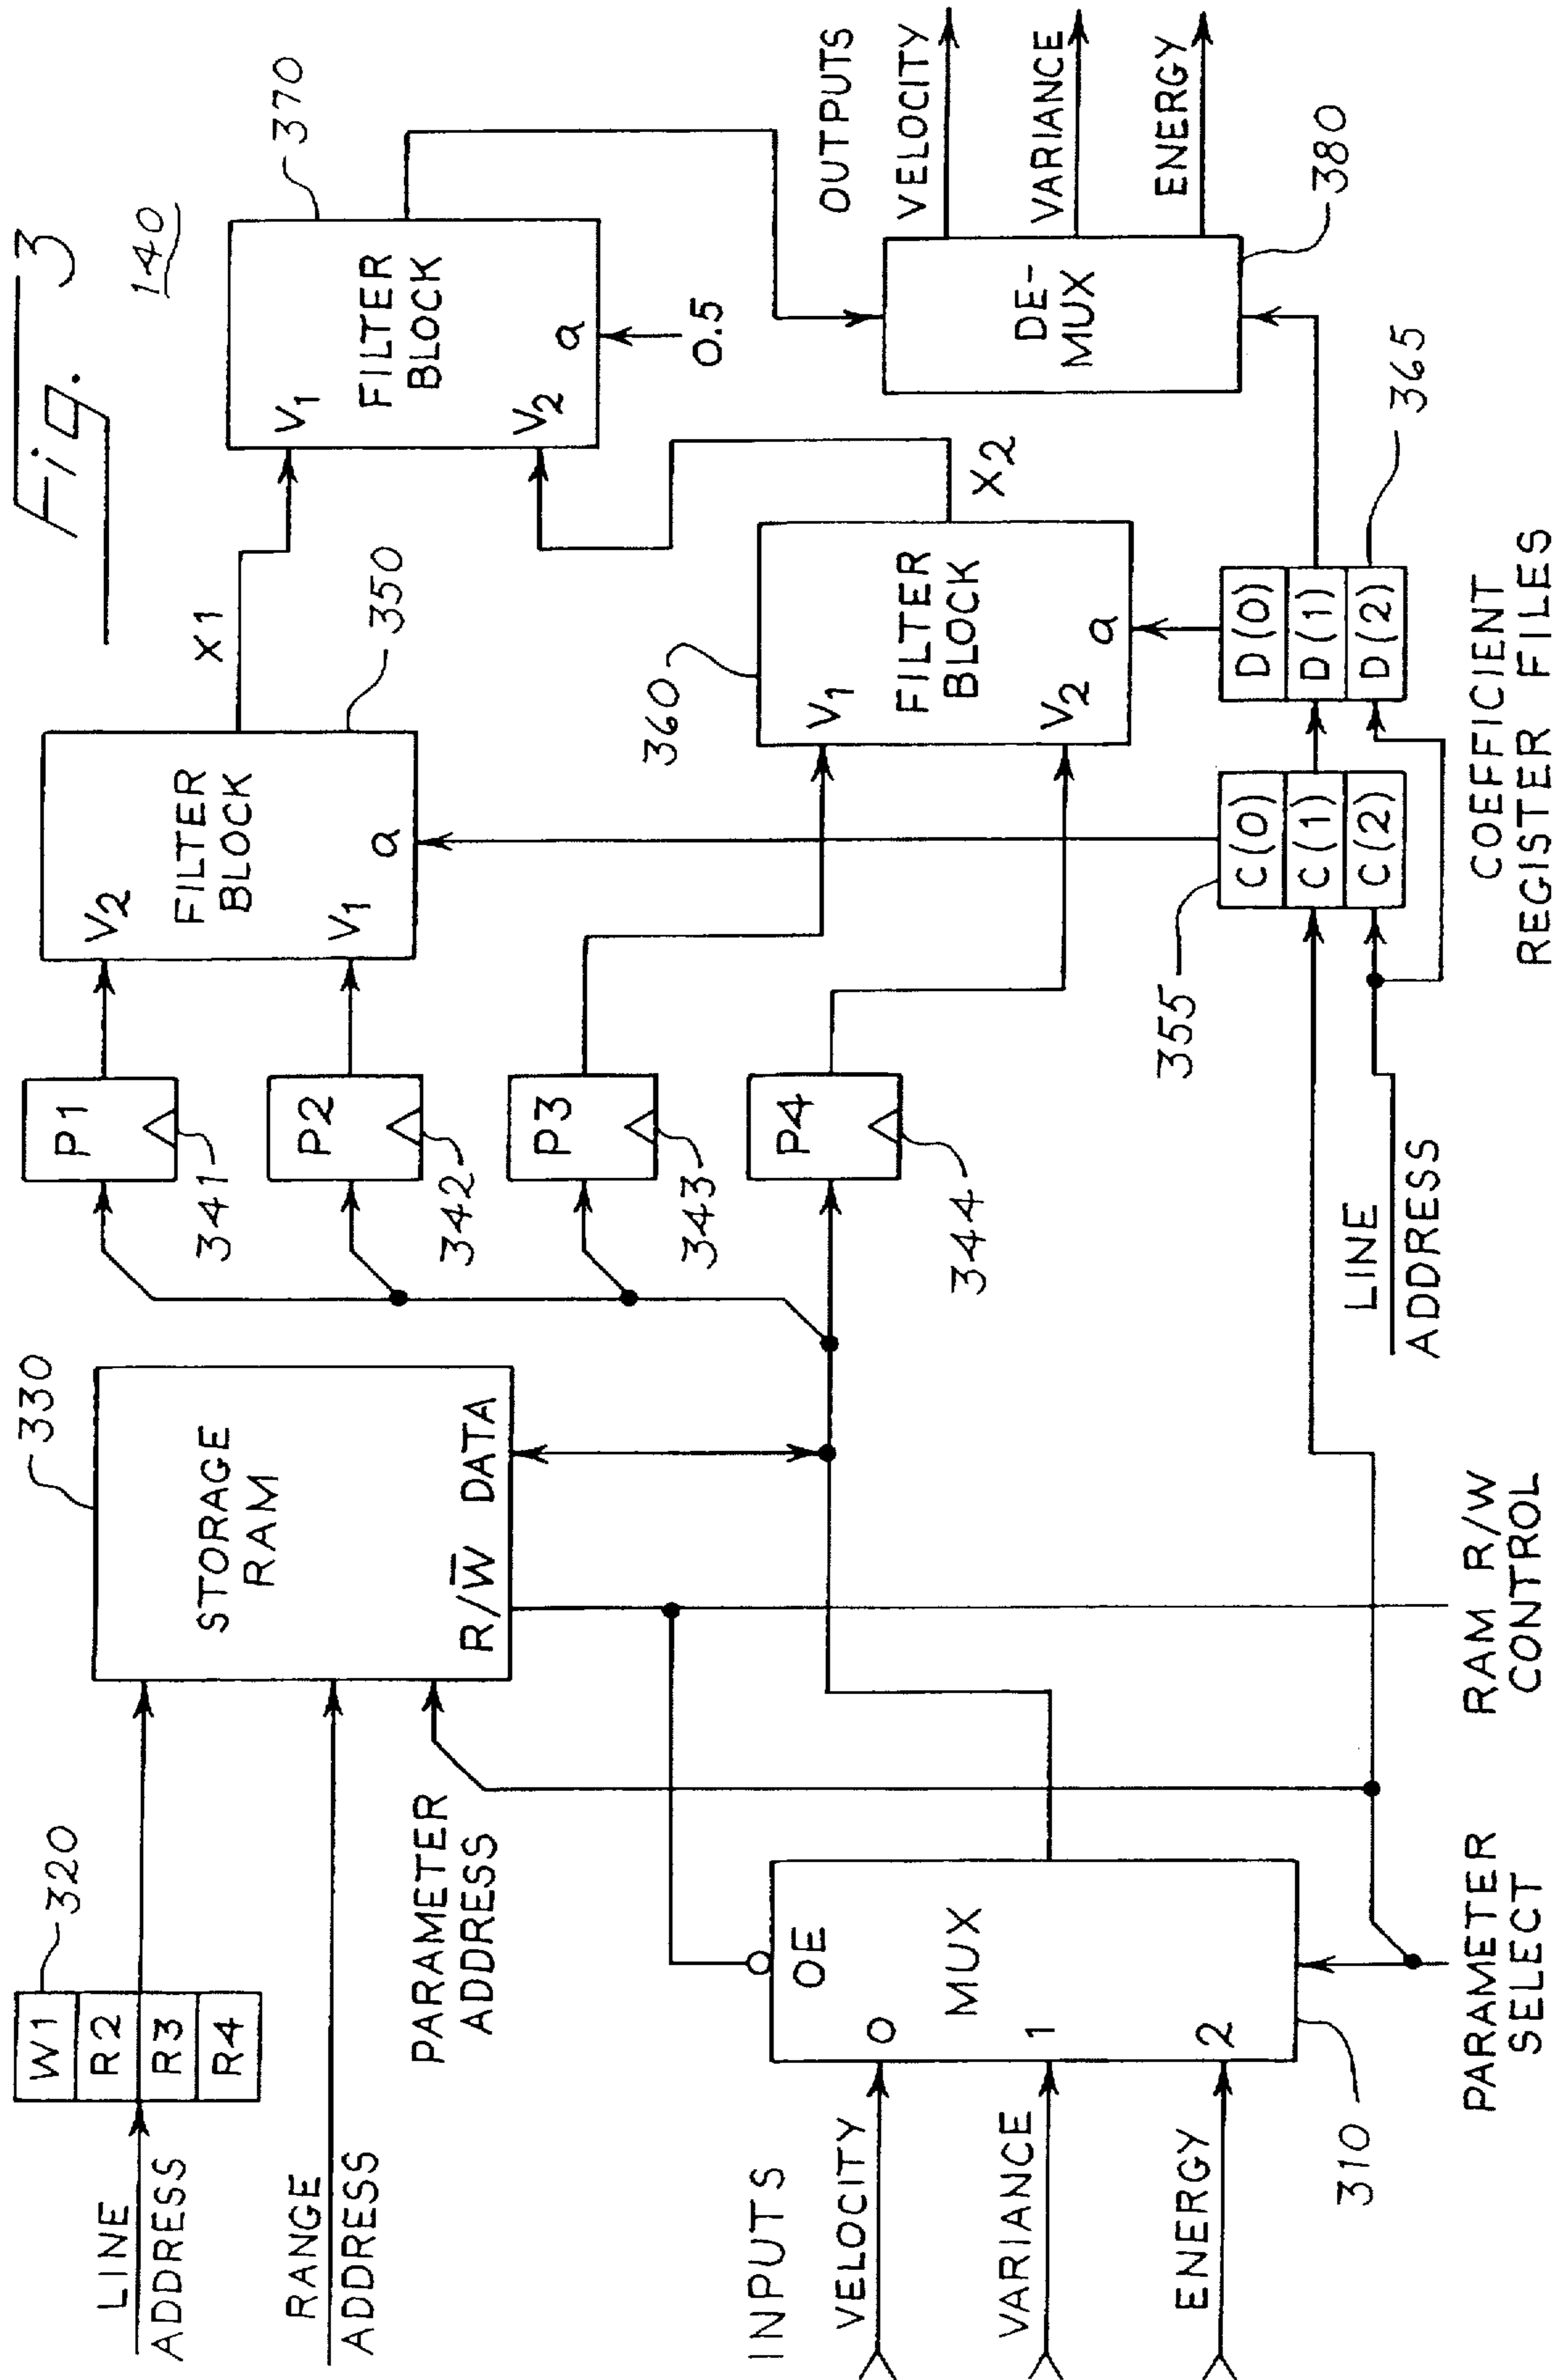 Fig. 3
140
LINE
ADDRESS
W1
R2
R3
R4
320
RANGE
ADDRESS
PARAMETER
ADDRESS
330
STORAGE
RAM
R/W̅ DATA
INPUTS
VELOCITY
VARIANCE
ENERGY
0
1
2
OE
MUX
310
PARAMETER
SELECT
RAM R/W
CONTROL
P1
341
P2
342
P3
343
P4
344
V2
V1
FILTER
BLOCK
a
350
X1
V1
V2
FILTER
BLOCK
a
360
X2
LINE
ADDRESS
355
C(0)
C(1)
C(2)
D(0)
D(1)
D(2)
365
COEFFICIENT
REGISTER FILES
V1
V2
FILTER
BLOCK
a
0.5
370
DE-
MUX
380
OUTPUTS
VELOCITY
VARIANCE
ENERGY